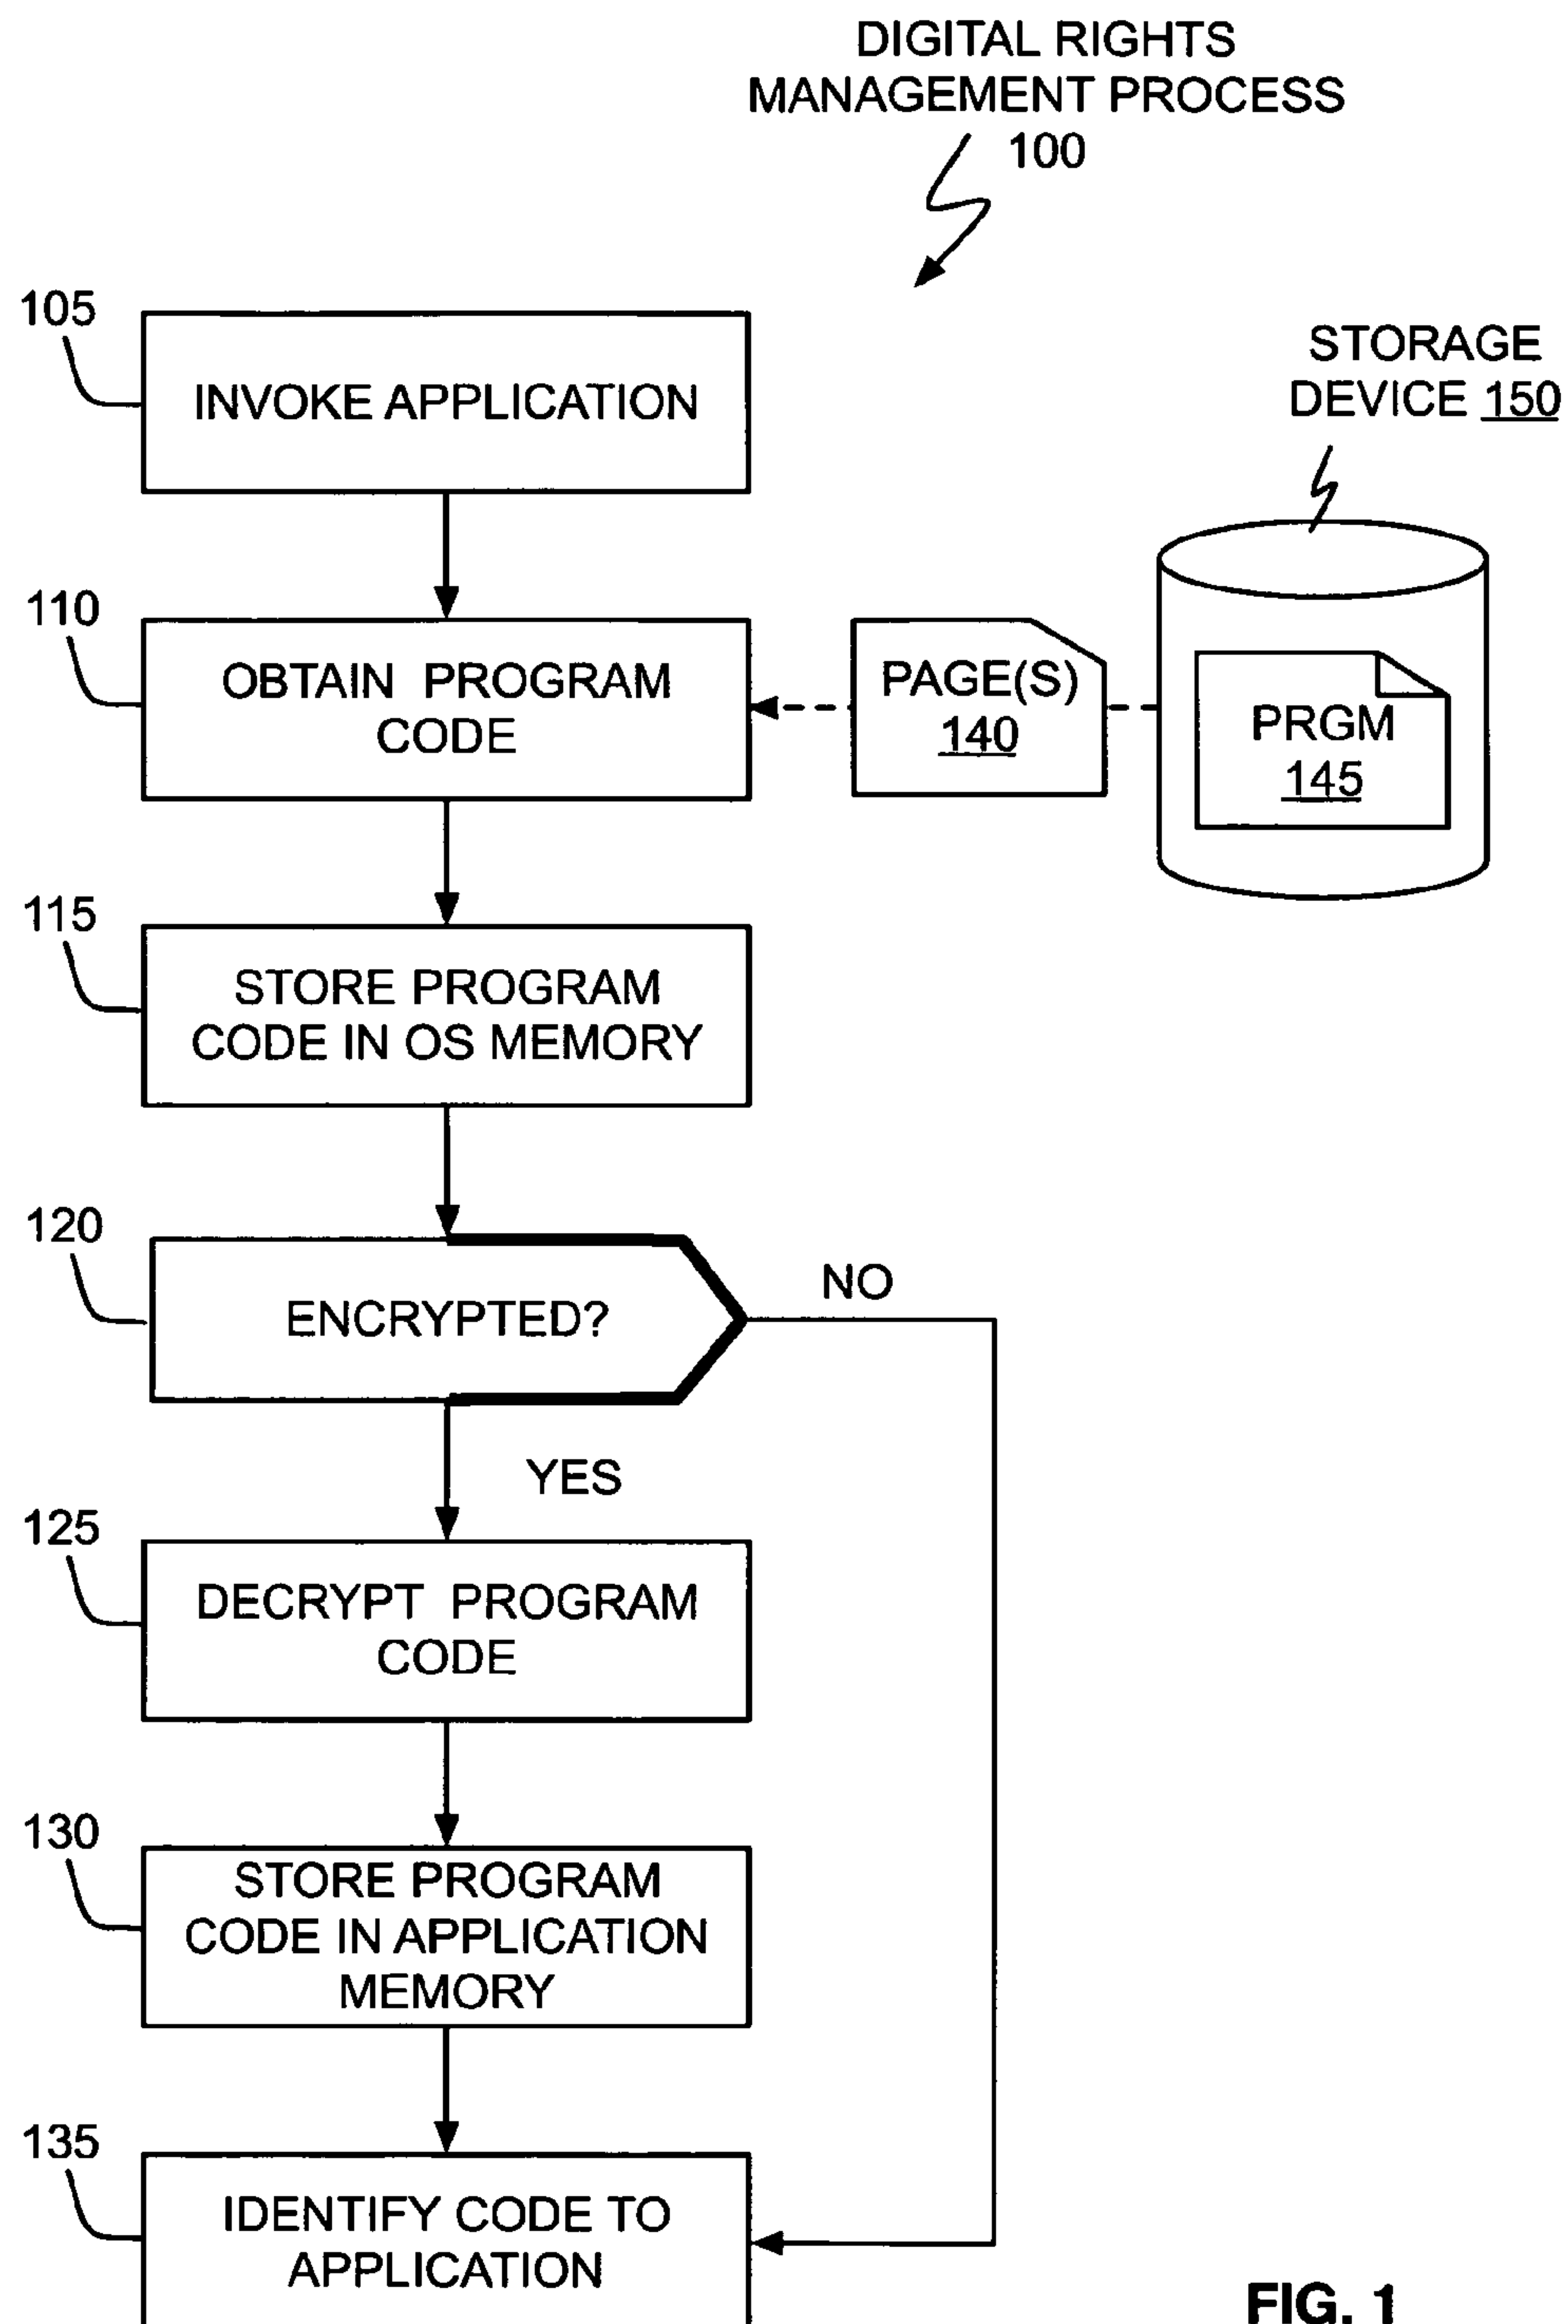 DIGITAL RIGHTS
MANAGEMENT PROCESS
100
105
INVOKE APPLICATION
STORAGE
DEVICE 150
110
OBTAIN PROGRAM
CODE
PAGE(S)
140
PRGM
145
115
STORE PROGRAM
CODE IN OS MEMORY
120
ENCRYPTED?
NO
YES
125
DECRYPT PROGRAM
CODE
130
STORE PROGRAM
CODE IN APPLICATION
MEMORY
135
IDENTIFY CODE TO
APPLICATION
FIG. 1